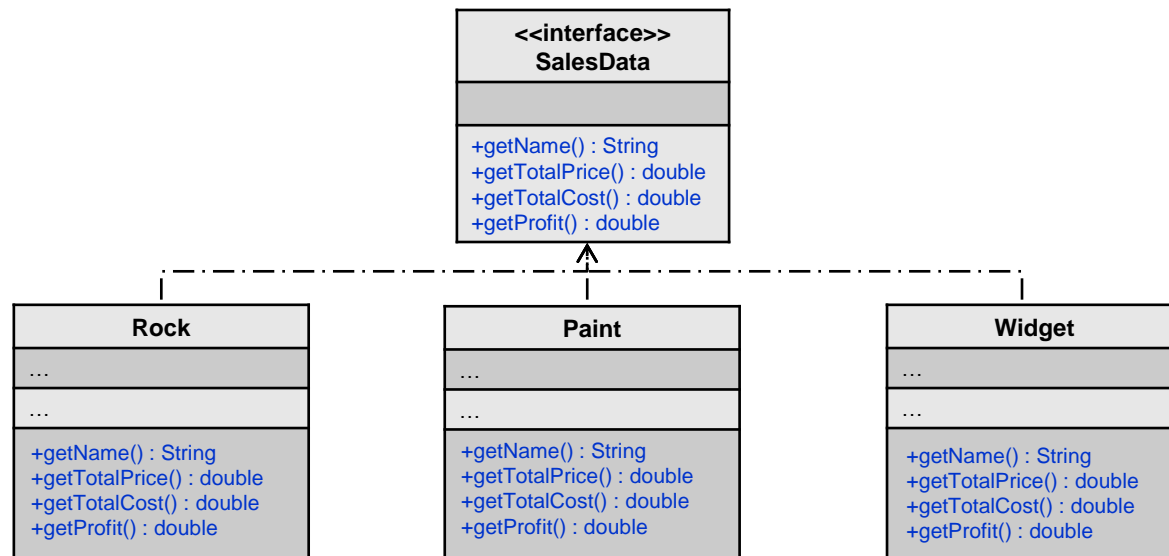 <<interface>>
SalesData
+getName() : String
+getTotalPrice() : double
+getTotalCost() : double
+getProfit() : double
Rock
...
...
+getName() : String
+getTotalPrice() : double
+getTotalCost() : double
+getProfit() : double
Paint
...
...
+getName() : String
+getTotalPrice() : double
+getTotalCost() : double
+getProfit() : double
Widget
...
...
+getName() : String
+getTotalPrice() : double
+getTotalCost() : double
+getProfit() : double